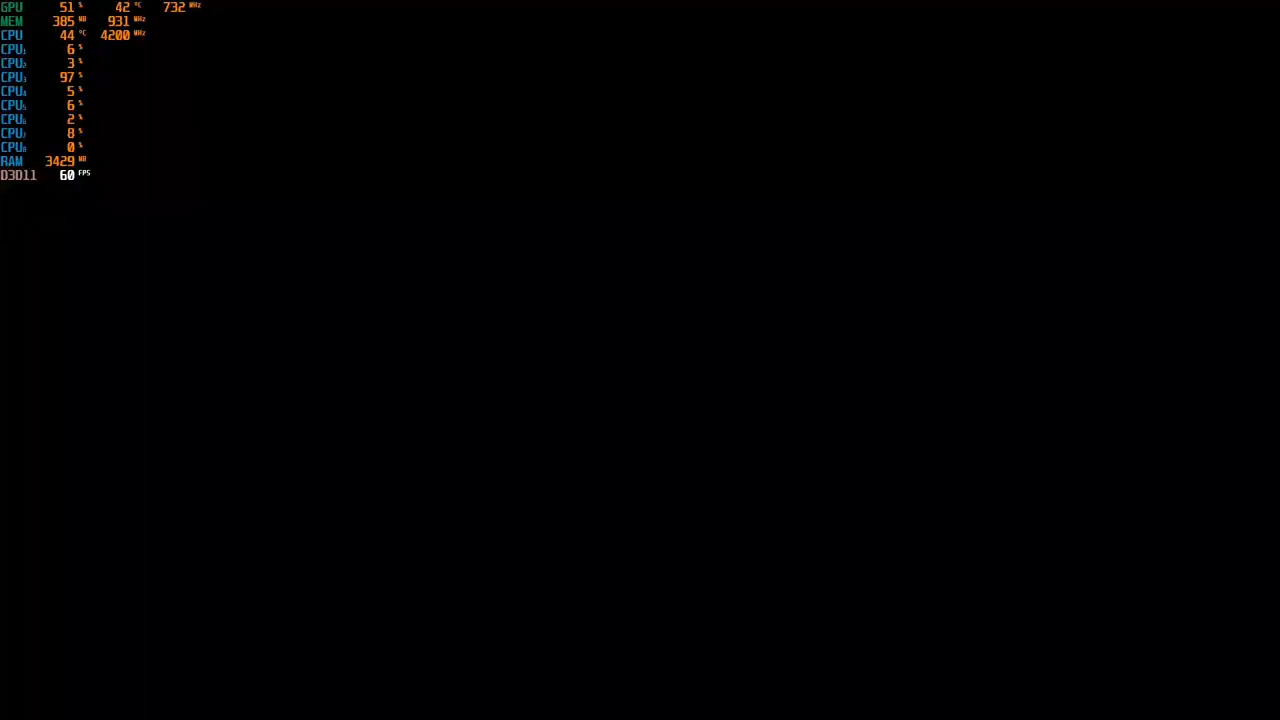 GPU 51 % 42 °C 732 MHz
MEM 385 MB 931 MHz
CPU 44 °C 4200 MHz
CPU1 6 %
CPU2 3 %
CPU3 97 %
CPU4 5 %
CPU5 6 %
CPU6 2 %
CPU7 8 %
CPU8 0 %
RAM 3429 MB
D3D11 60 FPS